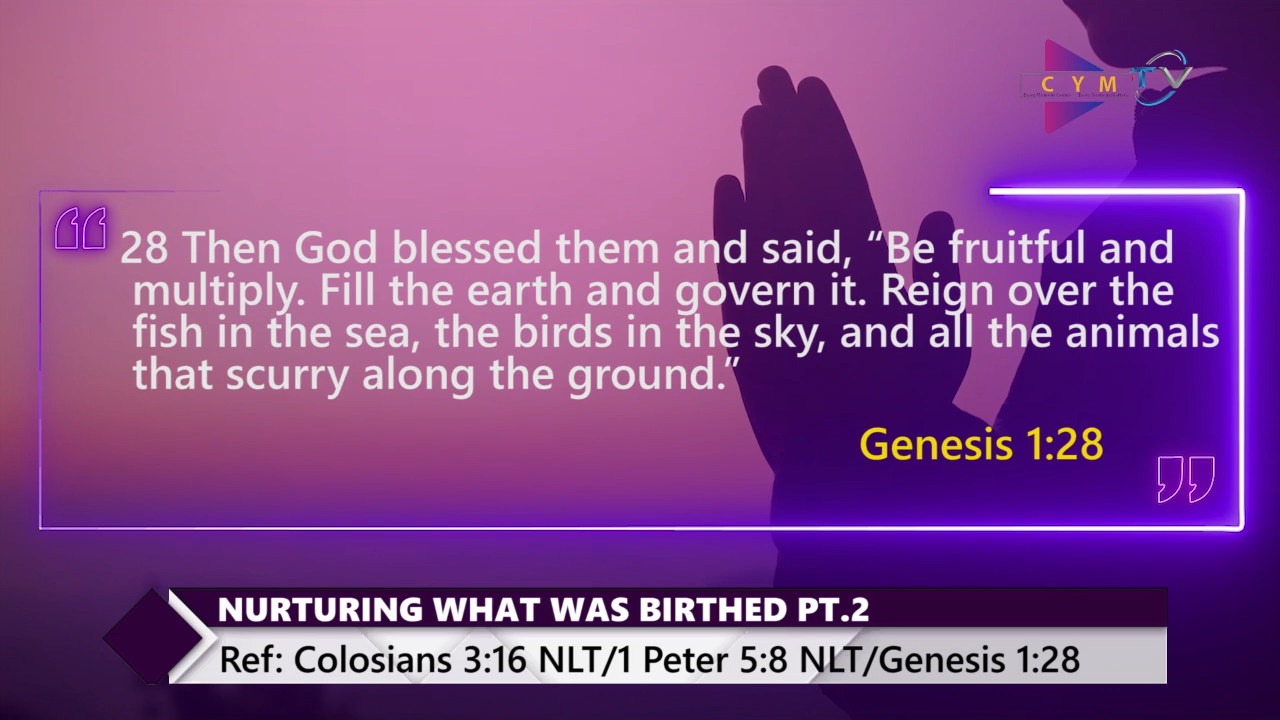 CYM TV
28 Then God blessed them and said, “Be fruitful and
multiply. Fill the earth and govern it. Reign over the
fish in the sea, the birds in the sky, and all the animals
that scurry along the ground.”
Genesis 1:28
NURTURING WHAT WAS BIRTHED PT.2
Ref: Colosians 3:16 NLT/1 Peter 5:8 NLT/Genesis 1:28